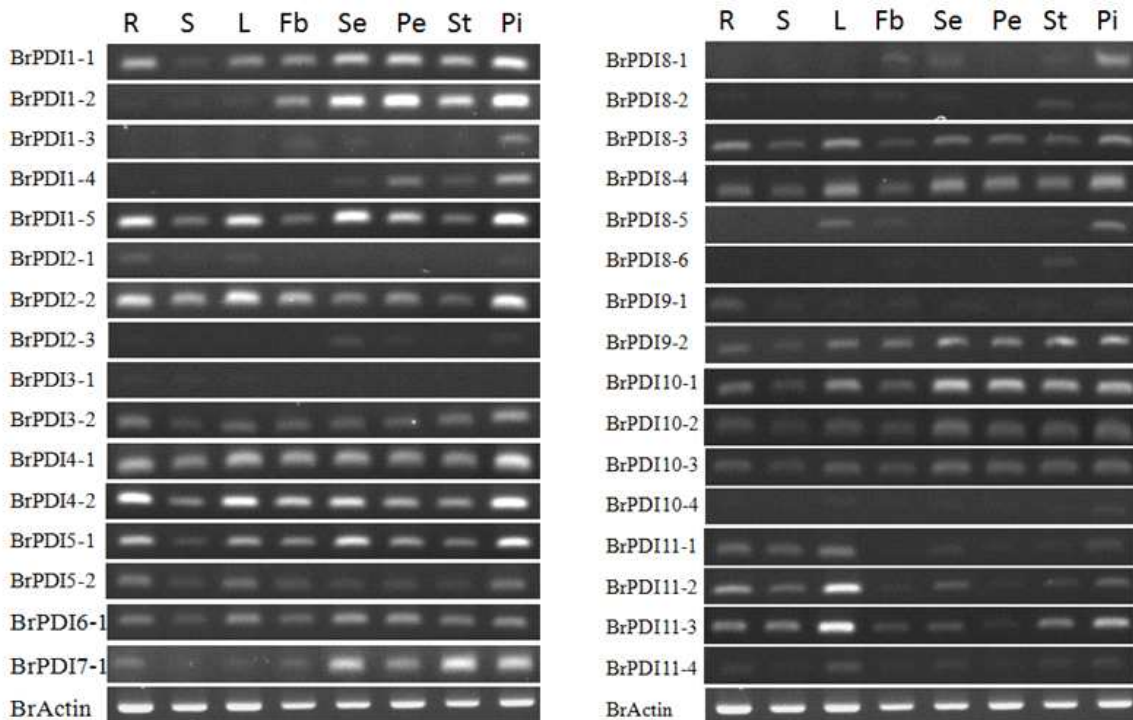 R S L Fb Se Pe St Pi
BrPDI1-1
BrPDI1-2
BrPDI1-3
BrPDI1-4
BrPDI1-5
BrPDI2-1
BrPDI2-2
BrPDI2-3
BrPDI3-1
BrPDI3-2
BrPDI4-1
BrPDI4-2
BrPDI5-1
BrPDI5-2
BrPDI6-1
BrPDI7-1
BrActin
R S L Fb Se Pe St Pi
BrPDI8-1
BrPDI8-2
BrPDI8-3
BrPDI8-4
BrPDI8-5
BrPDI8-6
BrPDI9-1
BrPDI9-2
BrPDI10-1
BrPDI10-2
BrPDI10-3
BrPDI10-4
BrPDI11-1
BrPDI11-2
BrPDI11-3
BrPDI11-4
BrActin